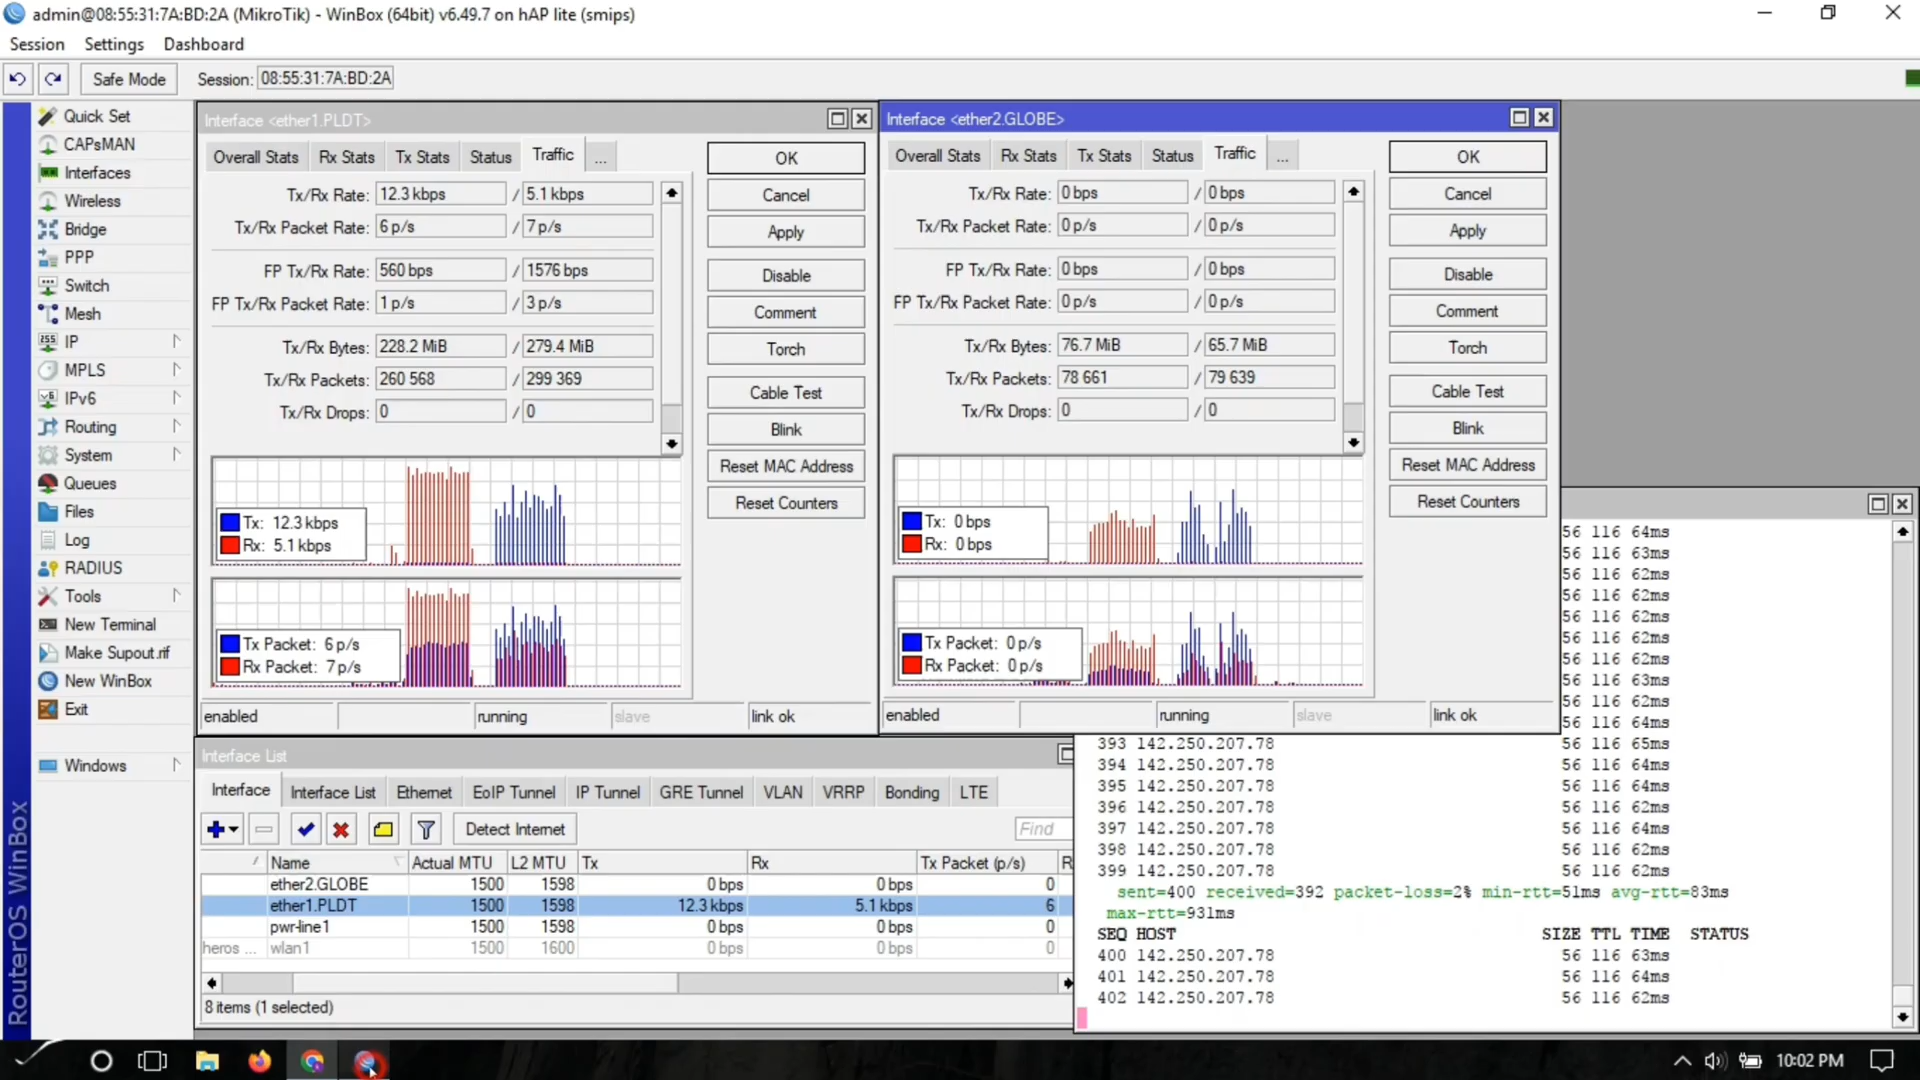 admin@08:55:31:7A:BD:2A (MikroTik) - WinBox (64bit) v6.49.7 on hAP lite (smips)
Session Settings Dashboard
Safe Mode Session: 08:55:31:7A:BD:2A
RouterOS WinBox
Quick Set
CAPsMAN
Interfaces
Wireless
Bridge
PPP
Switch
Mesh
IP
MPLS
IPv6
Routing
System
Queues
Files
Log
RADIUS
Tools
New Terminal
Make Supout.rif
New WinBox
Exit
Windows
Interface <ether1.PLDT>
Overall Stats Rx Stats Tx Stats Status Traffic ...
Tx/Rx Rate: 12.3 kbps / 5.1 kbps
Tx/Rx Packet Rate: 6 p/s / 7 p/s
FP Tx/Rx Rate: 560 bps / 1576 bps
FP Tx/Rx Packet Rate: 1 p/s / 3 p/s
Tx/Rx Bytes: 228.2 MiB / 279.4 MiB
Tx/Rx Packets: 260 568 / 299 369
Tx/Rx Drops: 0 / 0
Tx: 12.3 kbps
Rx: 5.1 kbps
Tx Packet: 6 p/s
Rx Packet: 7 p/s
OK
Cancel
Apply
Disable
Comment
Torch
Cable Test
Blink
Reset MAC Address
Reset Counters
enabled running slave link ok
Interface <ether2.GLOBE>
Overall Stats Rx Stats Tx Stats Status Traffic ...
Tx/Rx Rate: 0 bps / 0 bps
Tx/Rx Packet Rate: 0 p/s / 0 p/s
FP Tx/Rx Rate: 0 bps / 0 bps
FP Tx/Rx Packet Rate: 0 p/s / 0 p/s
Tx/Rx Bytes: 76.7 MiB / 65.7 MiB
Tx/Rx Packets: 78 661 / 79 639
Tx/Rx Drops: 0 / 0
Tx: 0 bps
Rx: 0 bps
Tx Packet: 0 p/s
Rx Packet: 0 p/s
OK
Cancel
Apply
Disable
Comment
Torch
Cable Test
Blink
Reset MAC Address
Reset Counters
enabled running slave link ok
Interface List
Interface Interface List Ethernet EoIP Tunnel IP Tunnel GRE Tunnel VLAN VRRP Bonding LTE
Detect Internet Find
Name Actual MTU L2 MTU Tx Rx Tx Packet (p/s) R
ether2.GLOBE 1500 1598 0 bps 0 bps 0
ether1.PLDT 1500 1598 12.3 kbps 5.1 kbps 6
pwr-line1 1500 1598 0 bps 0 bps 0
heros ... wlan1 1500 1600 0 bps 0 bps 0
8 items (1 selected)
56 116 64ms
56 116 63ms
56 116 62ms
56 116 62ms
56 116 62ms
56 116 62ms
56 116 62ms
56 116 63ms
56 116 62ms
56 116 64ms
393 142.250.207.78 56 116 65ms
394 142.250.207.78 56 116 64ms
395 142.250.207.78 56 116 64ms
396 142.250.207.78 56 116 62ms
397 142.250.207.78 56 116 64ms
398 142.250.207.78 56 116 62ms
399 142.250.207.78 56 116 62ms
sent=400 received=392 packet-loss=2% min-rtt=51ms avg-rtt=83ms
max-rtt=931ms
SEQ HOST SIZE TTL TIME STATUS
400 142.250.207.78 56 116 63ms
401 142.250.207.78 56 116 64ms
402 142.250.207.78 56 116 62ms
10:02 PM